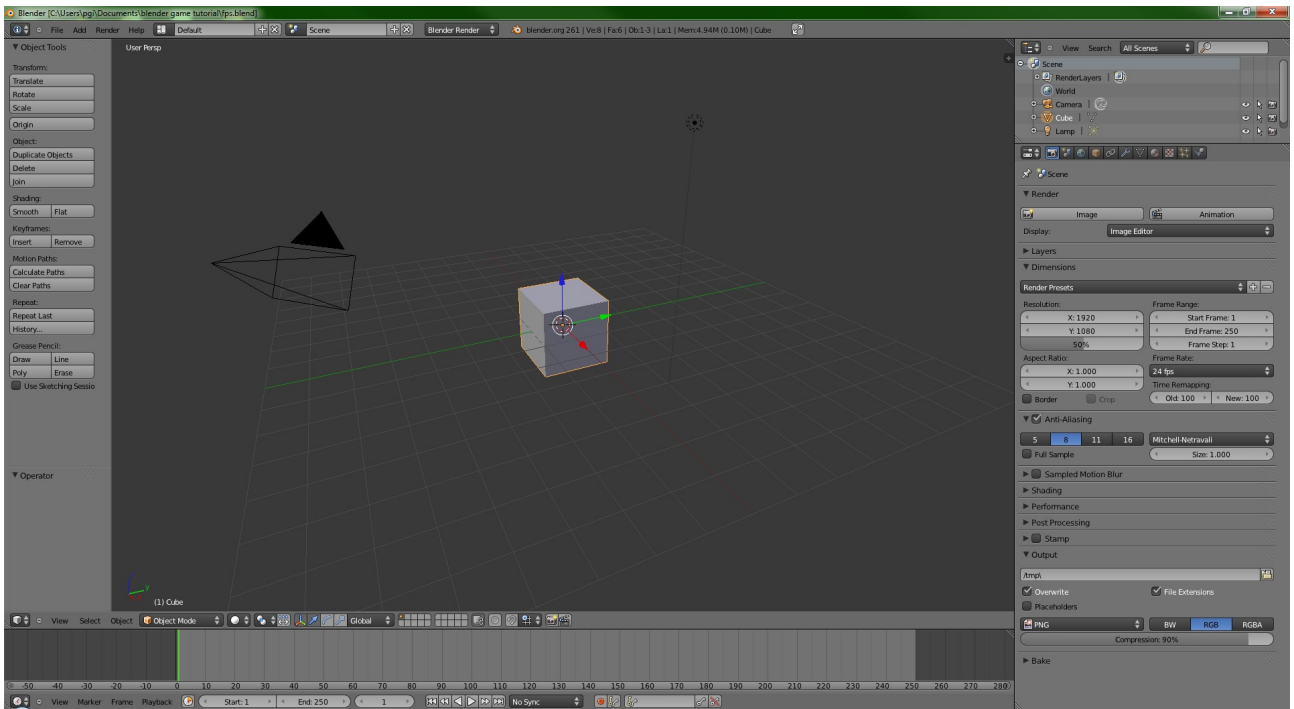 Blender [C:\Users\pgi\Documents\blender game tutorial\fps.blend]
File Add Render Help Default Scene Blender Render blender.org 261 | Ve:8 | Fa:6 | Ob:1-3 | La:1 | Mem:4.94M (0.10M) | Cube
Object Tools
Transform:
Translate
Rotate
Scale
Origin
Object:
Duplicate Objects
Delete
Join
Shading:
Smooth Flat
Keyframes:
Insert Remove
Motion Paths:
Calculate Paths
Clear Paths
Repeat:
Repeat Last
History...
Grease Pencil:
Draw Line
Poly Erase
Use Sketching Sessio
Operator
User Persp
(1) Cube
View Select Object Object Mode Global
-50 -40 -30 -20 -10 0 10 20 30 40 50 60 70 80 90 100 110 120 130 140 150 160 170 180 190 200 210 220 230 240 250 260 270 280
View Marker Frame Playback Start: 1 End: 250 1 No Sync
View Search All Scenes
Scene
RenderLayers |
World
Camera |
Cube |
Lamp |
Scene
Render
Image Animation
Display: Image Editor
Layers
Dimensions
Render Presets
Resolution: Frame Range:
X: 1920 Start Frame: 1
Y: 1080 End Frame: 250
50% Frame Step: 1
Aspect Ratio: Frame Rate:
X: 1.000 24 fps
Y: 1.000 Time Remapping:
Border Crop Old: 100 New: 100
Anti-Aliasing
5 8 11 16 Mitchell-Netravali
Full Sample Size: 1.000
Sampled Motion Blur
Shading
Performance
Post Processing
Stamp
Output
/tmp\
Overwrite File Extensions
Placeholders
PNG BW RGB RGBA
Compression: 90%
Bake